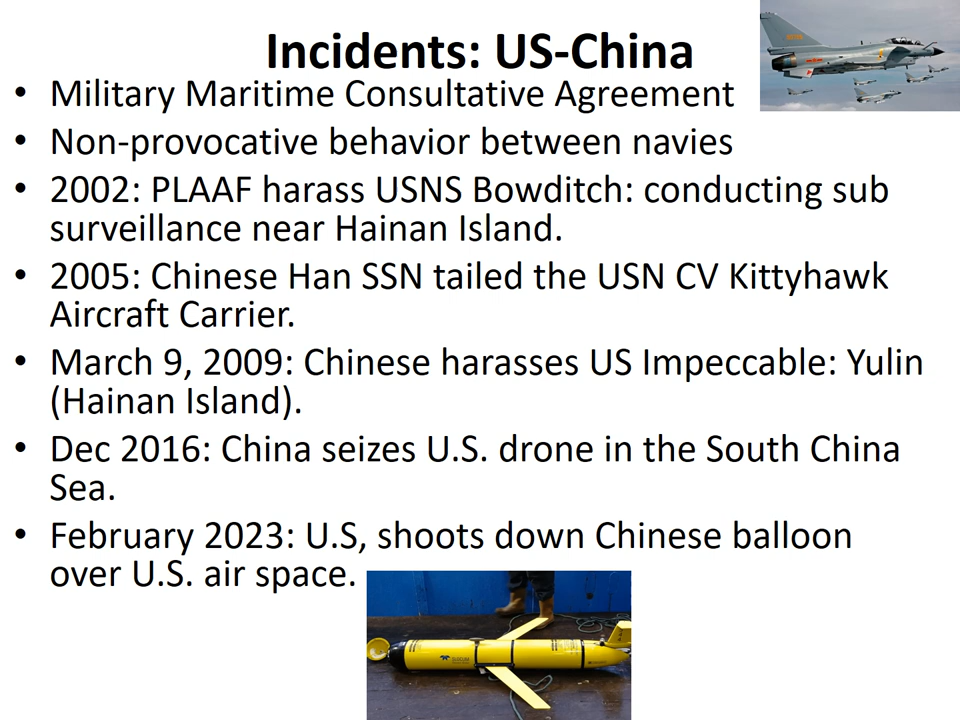 Incidents: US-China
• Military Maritime Consultative Agreement
• Non-provocative behavior between navies
• 2002: PLAAF harass USNS Bowditch: conducting sub
surveillance near Hainan Island.
• 2005: Chinese Han SSN tailed the USN CV Kittyhawk
Aircraft Carrier.
• March 9, 2009: Chinese harasses US Impeccable: Yulin
(Hainan Island).
• Dec 2016: China seizes U.S. drone in the South China
Sea.
• February 2023: U.S, shoots down Chinese balloon
over U.S. air space.